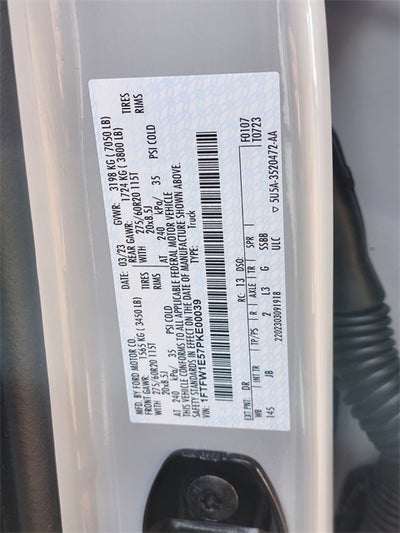 MFD. BY FORD MOTOR CO.
DATE: 03/23 GVWR: 3198 KG ( 7050 LB)
FRONT GAWR: 1565 KG ( 3450 LB) REAR GAWR: 1724 KG ( 3800 LB)
WITH 275/60R20 115T TIRES WITH 275/60R20 115T TIRES
20x8.5J RIMS 20x8.5J RIMS
AT 240 kPa/ 35 PSI COLD AT 240 kPa/ 35 PSI COLD
THIS VEHICLE CONFORMS TO ALL APPLICABLE FEDERAL MOTOR VEHICLE
SAFETY STANDARDS IN EFFECT ON THE DATE OF MANUFACTURE SHOWN ABOVE.
VIN: 1FTFW1E57PKE00039 TYPE: Truck
F0107
T0723
EXT PNT: DR RC: 13 DSO:
WB INT TR TP/PS R AXLE TR SPR
145 JB 2 L3 G SSBB
ULC
2202303091918
5U5A-3520472-AA